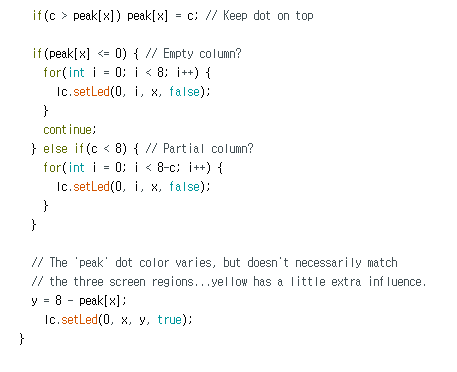 if(c > peak[x]) peak[x] = c; // Keep dot on top
if(peak[x] <= 0) { // Empty column?
for(int i = 0; i < 8; i++) {
lc.setLed(0, i, x, false);
}
continue;
} else if(c < 8) { // Partial column?
for(int i = 0; i < 8-c; i++) {
lc.setLed(0, i, x, false);
}
}
// The 'peak' dot color varies, but doesn't necessarily match
// the three screen regions...yellow has a little extra influence.
y = 8 - peak[x];
lc.setLed(0, x, y, true);
}